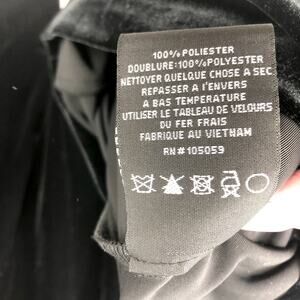 100% POLIESTER
DOUBLURE: 100% POLYESTER
NETTOYER QUELQUE CHOSE A SEC
REPASSER A L'ENVERS
A BAS TEMPERATURE
UTILISER LE TABLEAU DE VELOURS
DU FER FRAIS
FABRIQUE AU VIETNAM
RN#105059